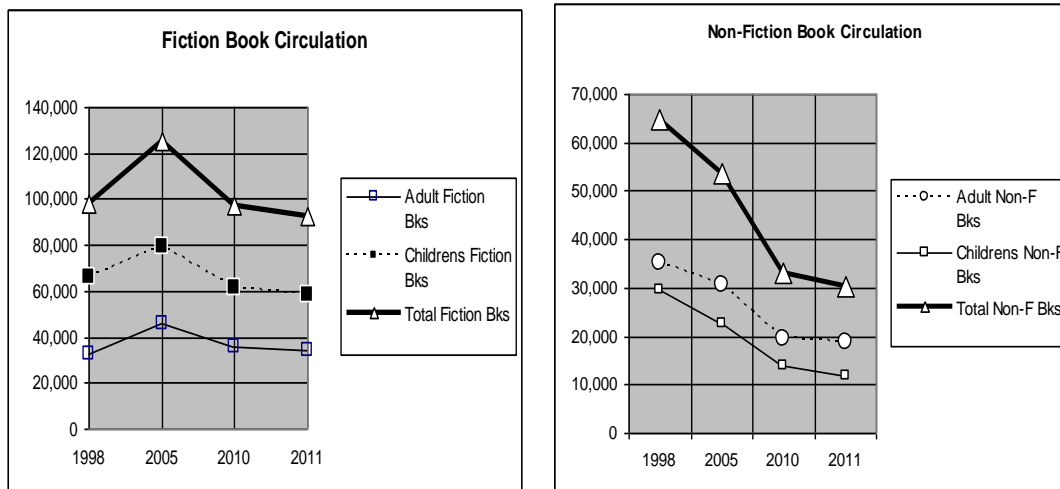 Fiction Book Circulation
140,000
120,000
100,000
80,000
60,000
40,000
20,000
0
1998 2005 2010 2011
Adult Fiction
Bks
Childrens Fiction
Bks
Total Fiction Bks
Non-Fiction Book Circulation
70,000
60,000
50,000
40,000
30,000
20,000
10,000
0
1998 2005 2010 2011
Adult Non-F
Bks
Childrens Non-F
Bks
Total Non-F Bks